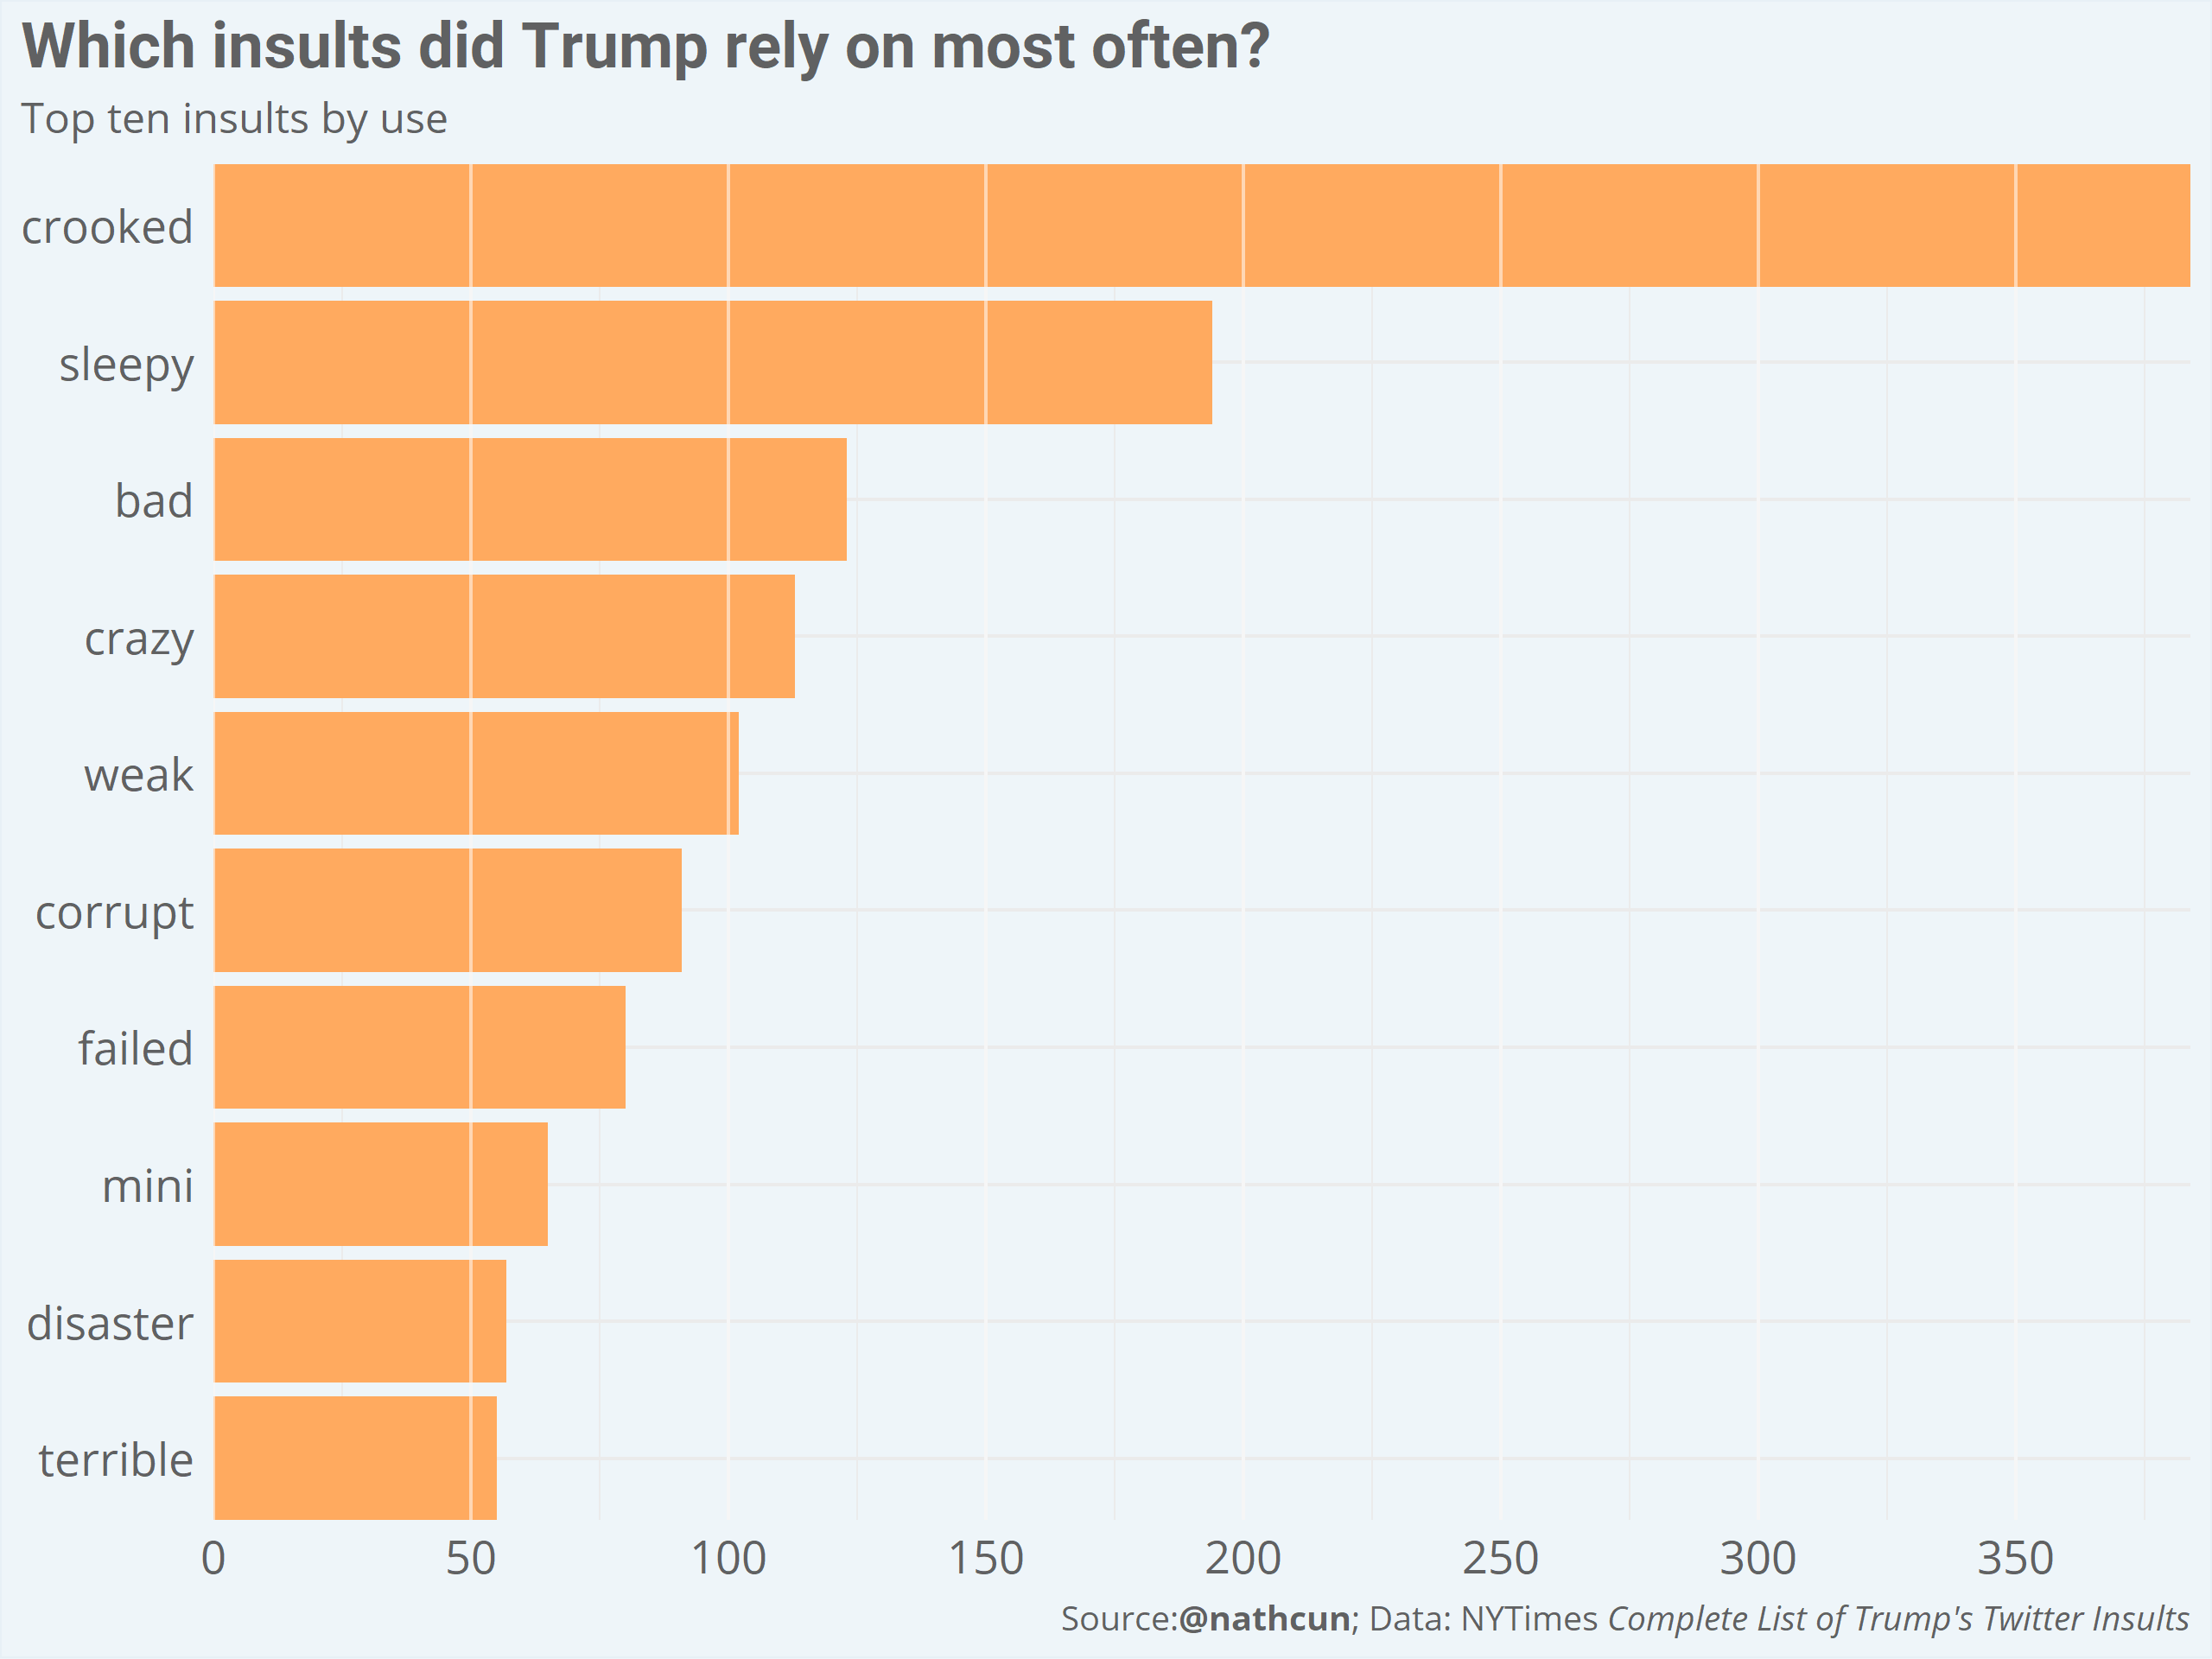 Which insults did Trump rely on most often?
Top ten insults by use
crooked
sleepy
bad
crazy
weak
corrupt
failed
mini
disaster
terrible
0 50 100 150 200 250 300 350
Source:@nathcun; Data: NYTimes Complete List of Trump's Twitter Insults